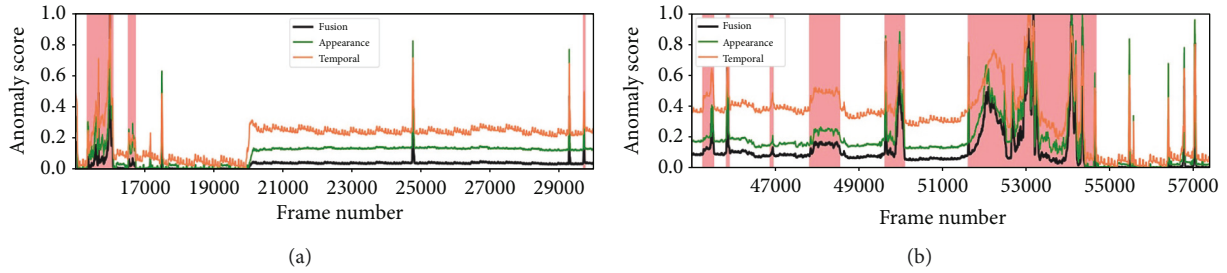 1.0
0.8
0.6
0.4
0.2
0.0
Anomaly score
Fusion
Appearance
Temporal
17000 19000 21000 23000 25000 27000 29000
Frame number
(a)
1.0
0.8
0.6
0.4
0.2
0.0
Anomaly score
Fusion
Appearance
Temporal
47000 49000 51000 53000 55000 57000
Frame number
(b)